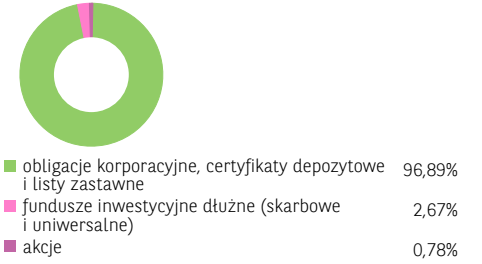 obligacje korporacyjne, certyfikaty depozytowe 96,89%
i listy zastawne
fundusze inwestycyjne dłużne (skarbowe 2,67%
i uniwersalne)
akcje 0,78%